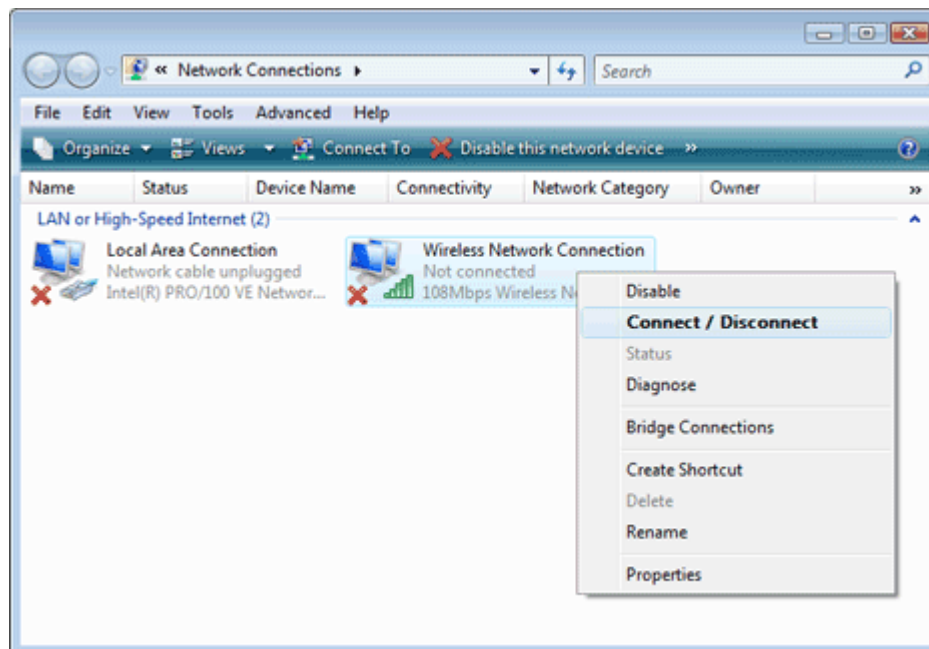 « Network Connections
Search
File Edit View Tools Advanced Help
Organize Views Connect To Disable this network device »
Name Status Device Name Connectivity Network Category Owner »
LAN or High-Speed Internet (2)
Local Area Connection
Network cable unplugged
Intel(R) PRO/100 VE Networ...
Wireless Network Connection
Not connected
108Mbps Wireless N
Disable
Connect / Disconnect
Status
Diagnose
Bridge Connections
Create Shortcut
Delete
Rename
Properties